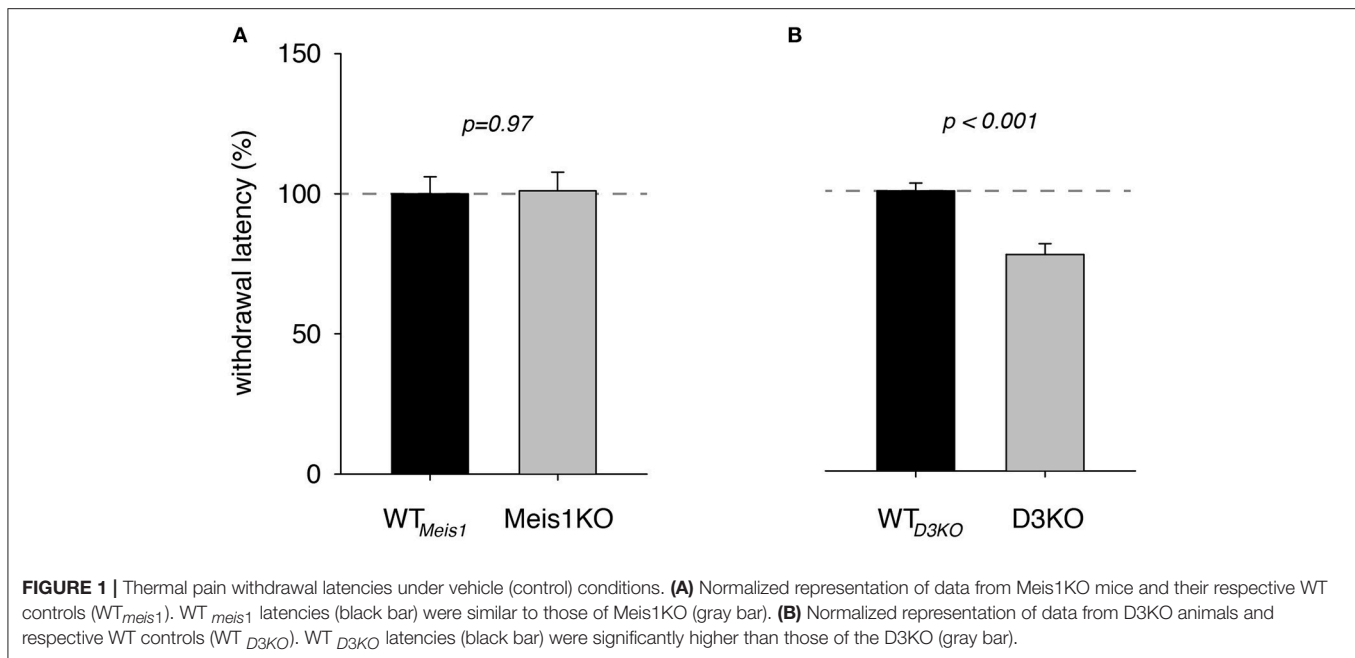 A
B
150
100
50
0
withdrawal latency (%)
p=0.97
p < 0.001
WTMeis1 Meis1KO
WTD3KO D3KO
FIGURE 1 | Thermal pain withdrawal latencies under vehicle (control) conditions. (A) Normalized representation of data from Meis1KO mice and their respective WT
controls (WTmeis1). WT meis1 latencies (black bar) were similar to those of Meis1KO (gray bar). (B) Normalized representation of data from D3KO animals and
respective WT controls (WT D3KO). WT D3KO latencies (black bar) were significantly higher than those of the D3KO (gray bar).